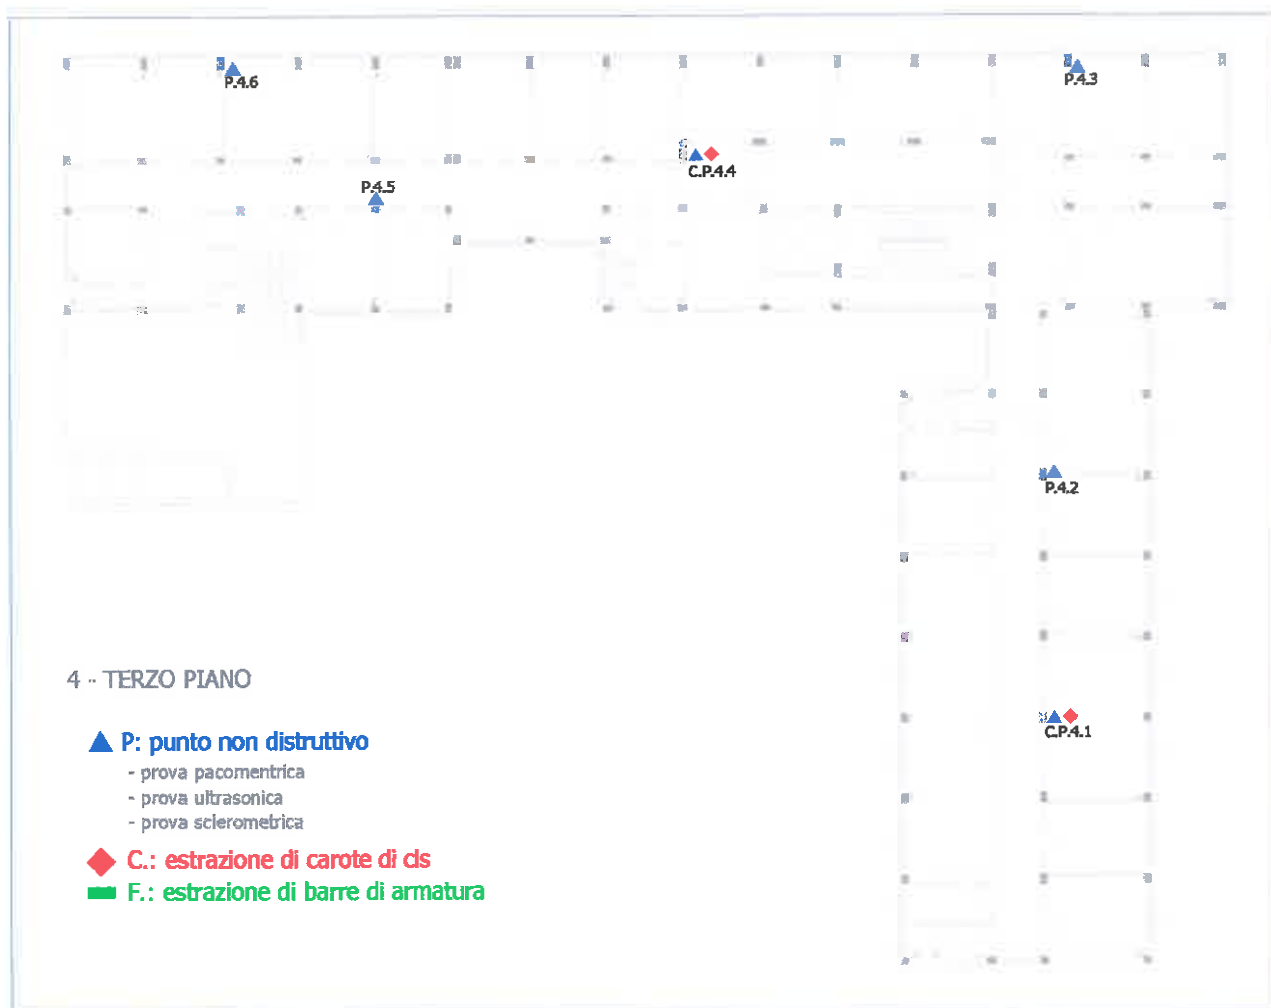 P.4.6
P.4.3
C.P.4.4
P.4.5
P.4.2
C.P.4.1
4 - TERZO PIANO
P: punto non distruttivo
- prova pacomentrica
- prova ultrasonica
- prova sclerometrica
C.: estrazione di carote di cls
F.: estrazione di barre di armatura